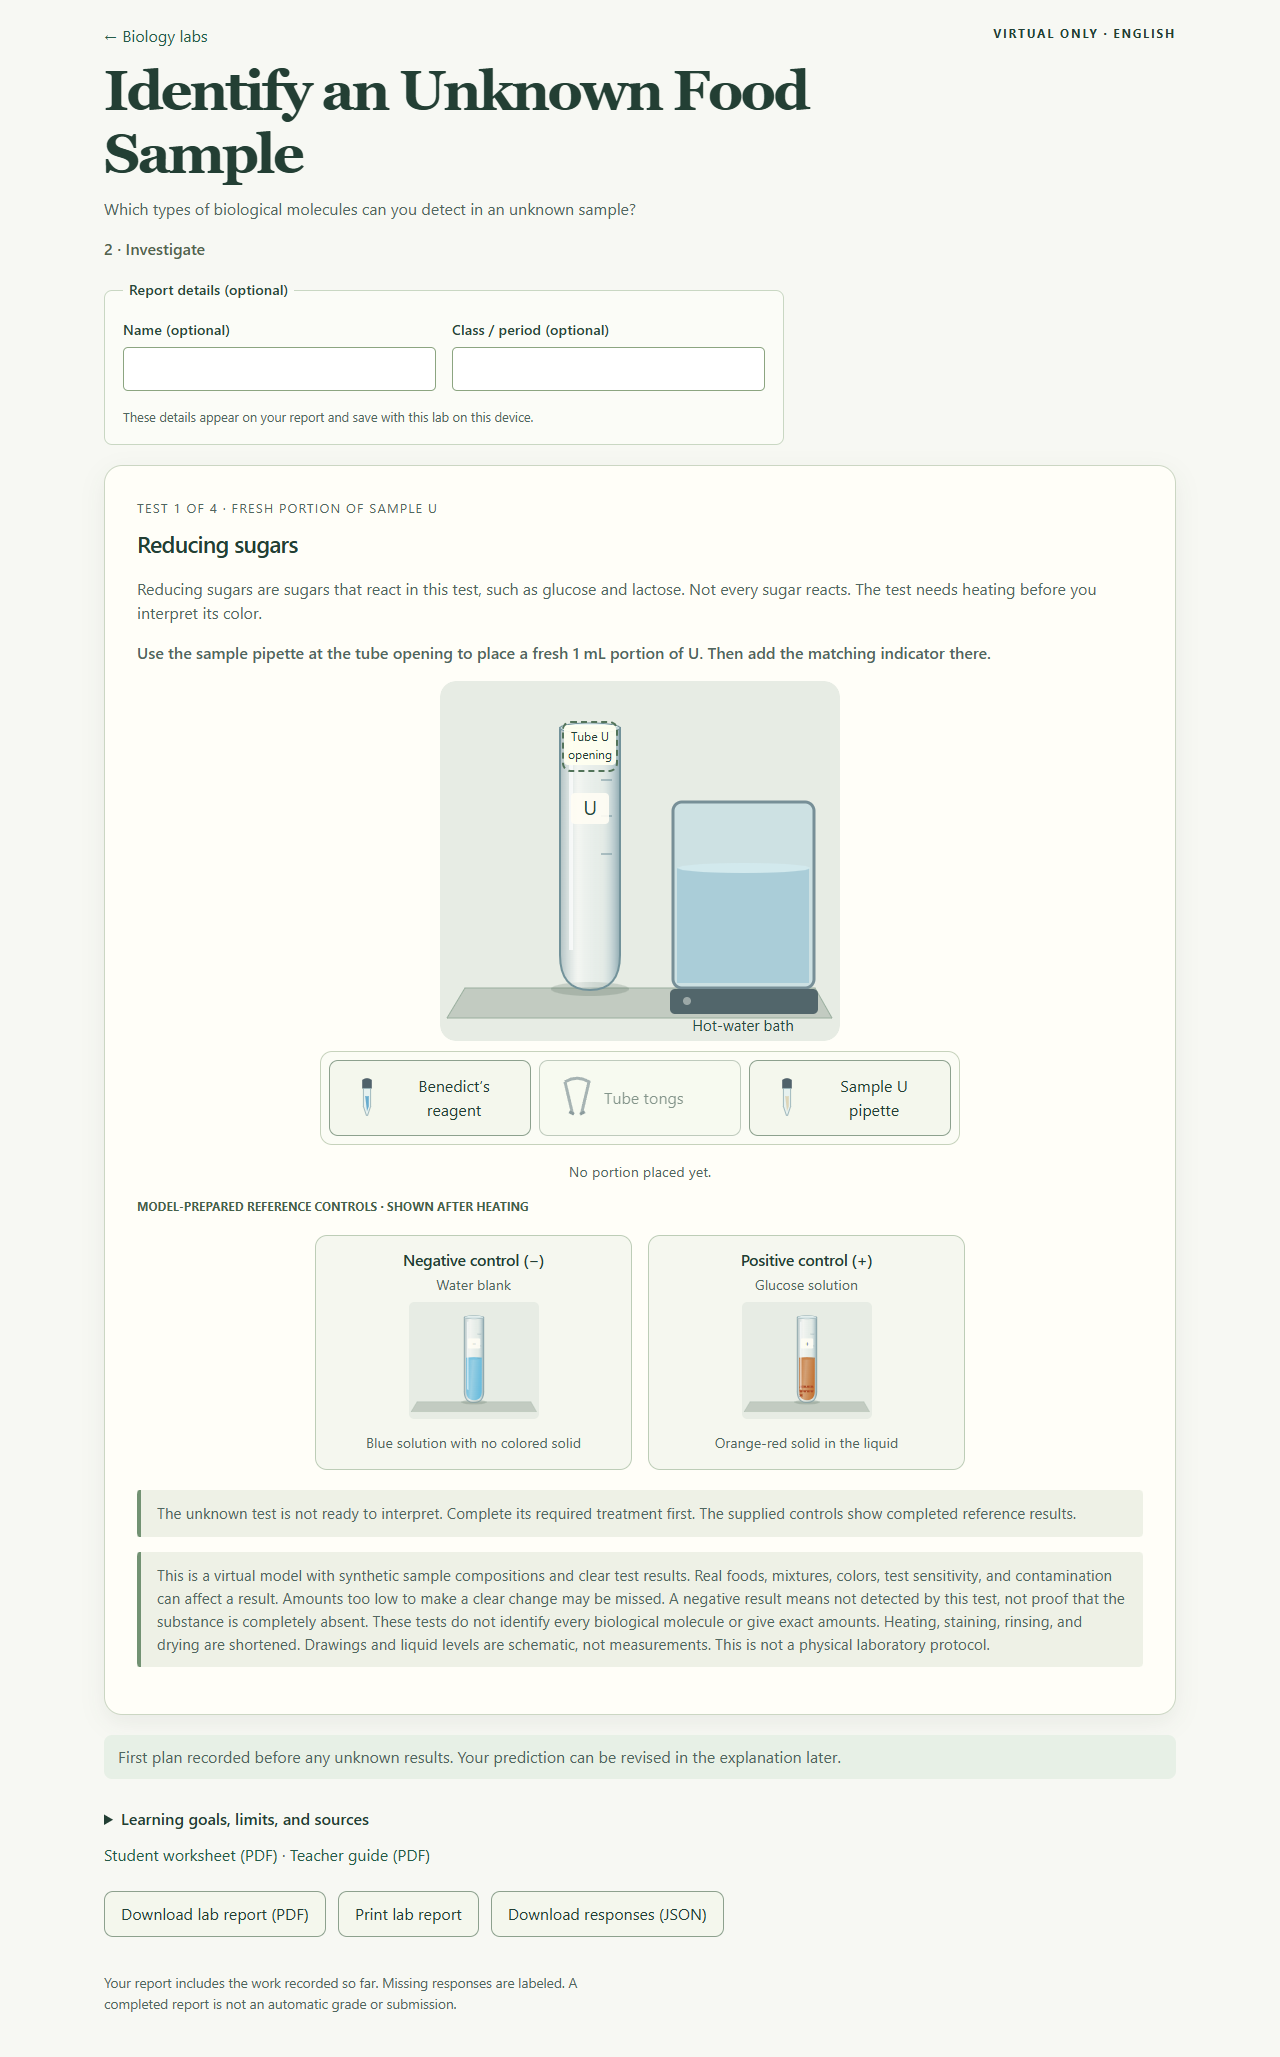 ← Biology labs
VIRTUAL ONLY · ENGLISH
Identify an Unknown Food
Sample
Which types of biological molecules can you detect in an unknown sample?
2 · Investigate
Report details (optional)
Name (optional)
Class / period (optional)
These details appear on your report and save with this lab on this device.
TEST 1 OF 4 · FRESH PORTION OF SAMPLE U
Reducing sugars
Reducing sugars are sugars that react in this test, such as glucose and lactose. Not every sugar reacts. The test needs heating before you
interpret its color.
Use the sample pipette at the tube opening to place a fresh 1 mL portion of U. Then add the matching indicator there.
Tube U
opening
U
Hot-water bath
Benedict's
reagent
Tube tongs
Sample U
pipette
No portion placed yet.
MODEL-PREPARED REFERENCE CONTROLS · SHOWN AFTER HEATING
Negative control (−)
Water blank
Blue solution with no colored solid
Positive control (+)
Glucose solution
Orange-red solid in the liquid
The unknown test is not ready to interpret. Complete its required treatment first. The supplied controls show completed reference results.
This is a virtual model with synthetic sample compositions and clear test results. Real foods, mixtures, colors, test sensitivity, and contamination
can affect a result. Amounts too low to make a clear change may be missed. A negative result means not detected by this test, not proof that the
substance is completely absent. These tests do not identify every biological molecule or give exact amounts. Heating, staining, rinsing, and
drying are shortened. Drawings and liquid levels are schematic, not measurements. This is not a physical laboratory protocol.
First plan recorded before any unknown results. Your prediction can be revised in the explanation later.
▶ Learning goals, limits, and sources
Student worksheet (PDF) · Teacher guide (PDF)
Download lab report (PDF)
Print lab report
Download responses (JSON)
Your report includes the work recorded so far. Missing responses are labeled. A
completed report is not an automatic grade or submission.